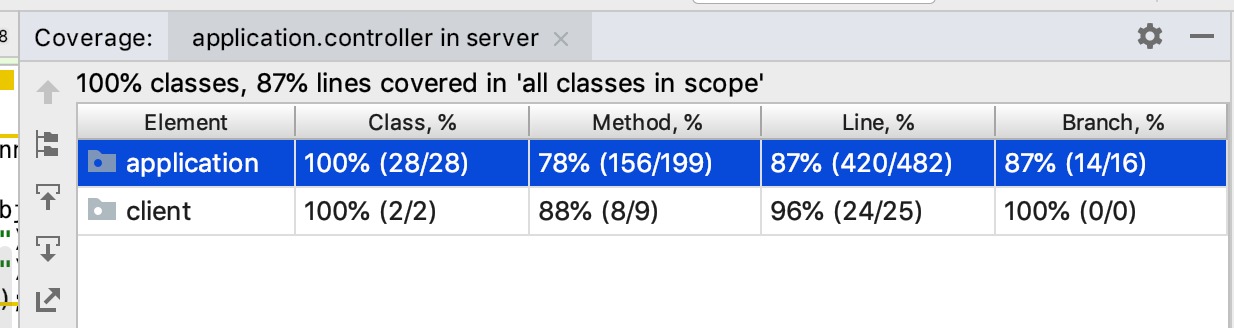 8
Coverage: application.controller in server
100% classes, 87% lines covered in 'all classes in scope'
Element Class, % Method, % Line, % Branch, %
application 100% (28/28) 78% (156/199) 87% (420/482) 87% (14/16)
client 100% (2/2) 88% (8/9) 96% (24/25) 100% (0/0)